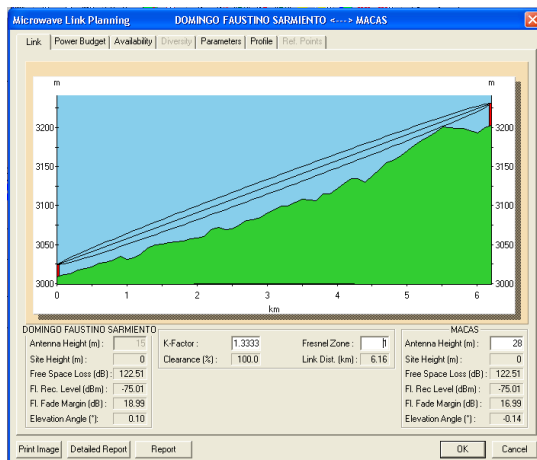 Microwave Link Planning DOMINGO FAUSTINO SARMIENTO <---> MACAS
Link Power Budget Availability Diversity Parameters Profile Ref. Points
m m
3200 3200
3150 3150
3100 3100
3050 3050
3000 3000
0 1 2 3 4 5 6
km
DOMINGO FAUSTINO SARMIENTO MACAS
Antenna Height (m) : 15 K-Factor : 1.3333 Fresnel Zone : 1 Antenna Height (m) : 28
Site Height (m) : 0 Clearance (%) : 100.0 Link Dist. (km) : 6.16 Site Height (m) : 0
Free Space Loss (dB) : 122.51 Free Space Loss (dB) : 122.51
Fl. Rec. Level (dBm) : -75.01 Fl. Rec. Level (dBm) : -75.01
Fl. Fade Margin (dB) : 18.99 Fl. Fade Margin (dB) : 16.99
Elevation Angle (°): 0.10 Elevation Angle (°): -0.14
Print Image Detailed Report Report OK Cancel